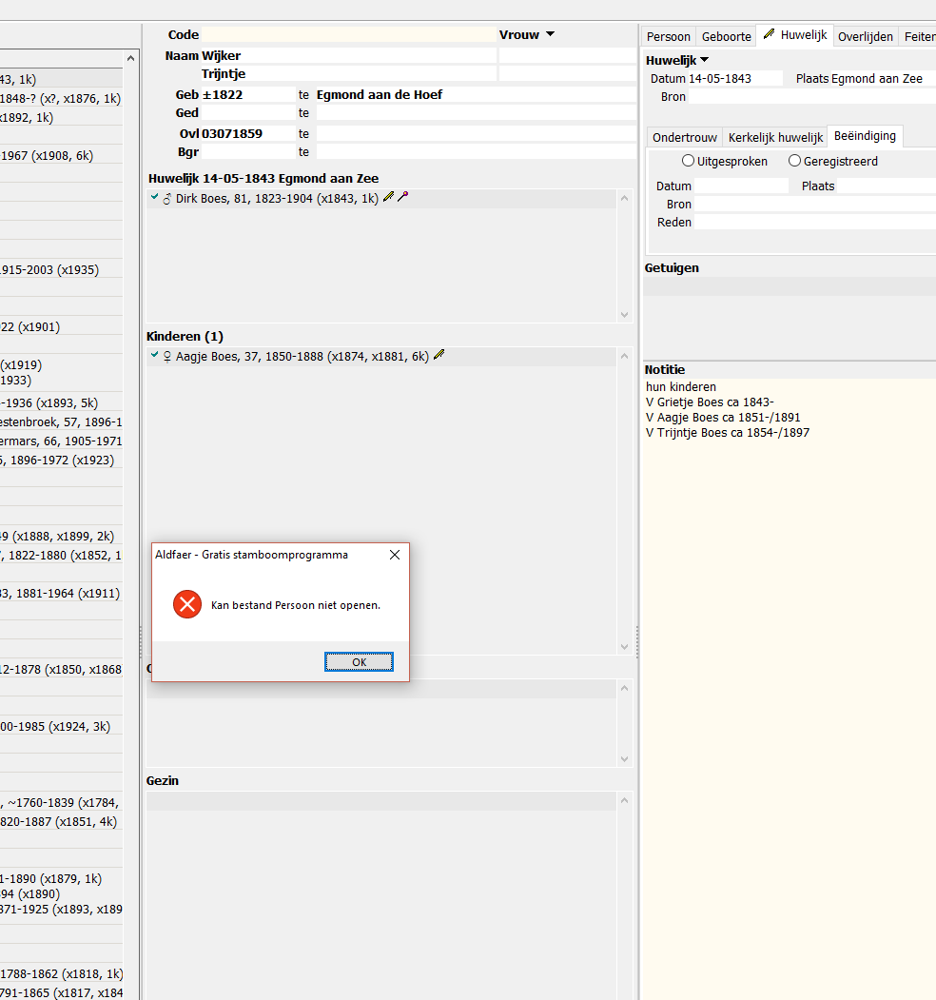 43, 1k)
1848-? (x?, x1876, 1k)
x1892, 1k)
-1967 (x1908, 6k)
1915-2003 (x1935)
22 (x1901)
(x1919)
1933)
-1936 (x1893, 5k)
estenbroek, 57, 1896-1
ermars, 66, 1905-1971
, 1896-1972 (x1923)
49 (x1888, x1899, 2k)
, 1822-1880 (x1852, 1
33, 1881-1964 (x1911)
12-1878 (x1850, x1868
00-1985 (x1924, 3k)
, ~1760-1839 (x1784,
820-1887 (x1851, 4k)
1-1890 (x1879, 1k)
894 (x1890)
871-1925 (x1893, x189
1788-1862 (x1818, 1k)
791-1865 (x1817, x184
Code Vrouw
Naam Wijker
Trijntje
Geb ±1822 te Egmond aan de Hoef
Ged te
Ovl 03071859 te
Bgr te
Huwelijk 14-05-1843 Egmond aan Zee
♂ Dirk Boes, 81, 1823-1904 (x1843, 1k)
Kinderen (1)
♀ Aagje Boes, 37, 1850-1888 (x1874, x1881, 6k)
Aldfaer - Gratis stamboomprogramma
Kan bestand Persoon niet openen.
OK
Gezin
Persoon Geboorte Huwelijk Overlijden Feiten
Huwelijk
Datum 14-05-1843 Plaats Egmond aan Zee
Bron
Ondertrouw Kerkelijk huwelijk Beëindiging
Uitgesproken Geregistreerd
Datum Plaats
Bron
Reden
Getuigen
Notitie
hun kinderen
V Grietje Boes ca 1843-
V Aagje Boes ca 1851-/1891
V Trijntje Boes ca 1854-/1897